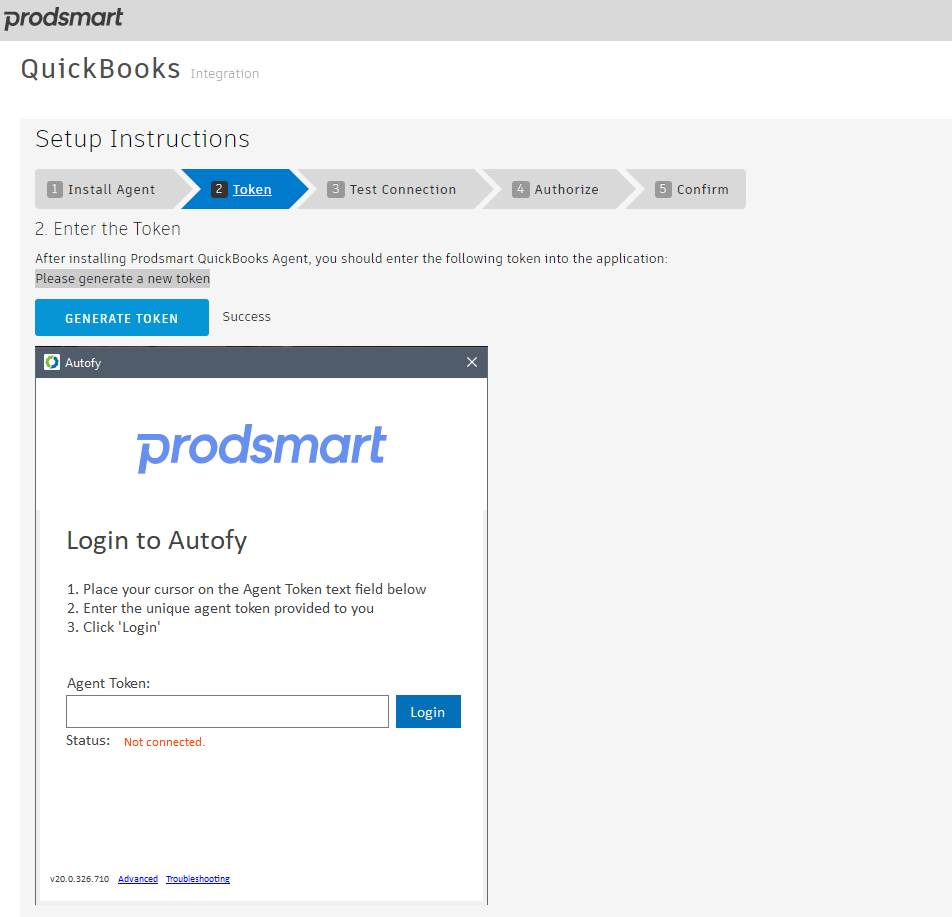 prodsmart
QuickBooks Integration
Setup Instructions
1 Install Agent 2 Token 3 Test Connection 4 Authorize 5 Confirm
2. Enter the Token
After installing Prodsmart QuickBooks Agent, you should enter the following token into the application:
Please generate a new token
GENERATE TOKEN Success
Autofy
prodsmart
Login to Autofy
1. Place your cursor on the Agent Token text field below
2. Enter the unique agent token provided to you
3. Click 'Login'
Agent Token:
Login
Status: Not connected.
v20.0.326.710 Advanced Troubleshooting